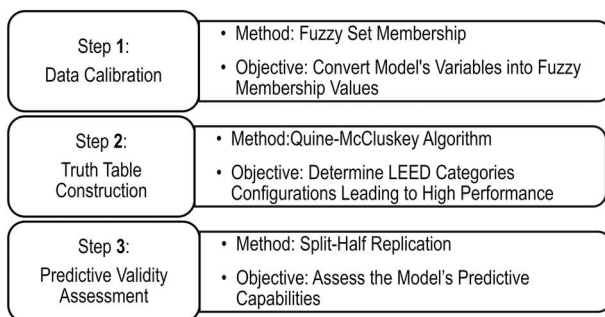 Step 1:
Data Calibration
• Method: Fuzzy Set Membership
• Objective: Convert Model's Variables into Fuzzy
Membership Values
Step 2:
Truth Table
Construction
• Method:Quine-McCluskey Algorithm
• Objective: Determine LEED Categories
Configurations Leading to High Performance
Step 3:
Predictive Validity
Assessment
• Method: Split-Half Replication
• Objective: Assess the Model’s Predictive
Capabilities